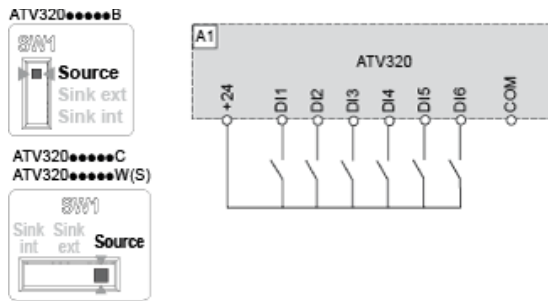 ATV320●●●●●B
SW1
Source
Sink ext
Sink int
ATV320●●●●●C
ATV320●●●●●W(S)
SW1
Sink int
Sink ext
Source
A1
ATV320
+24
DI1
DI2
DI3
DI4
DI5
DI6
COM